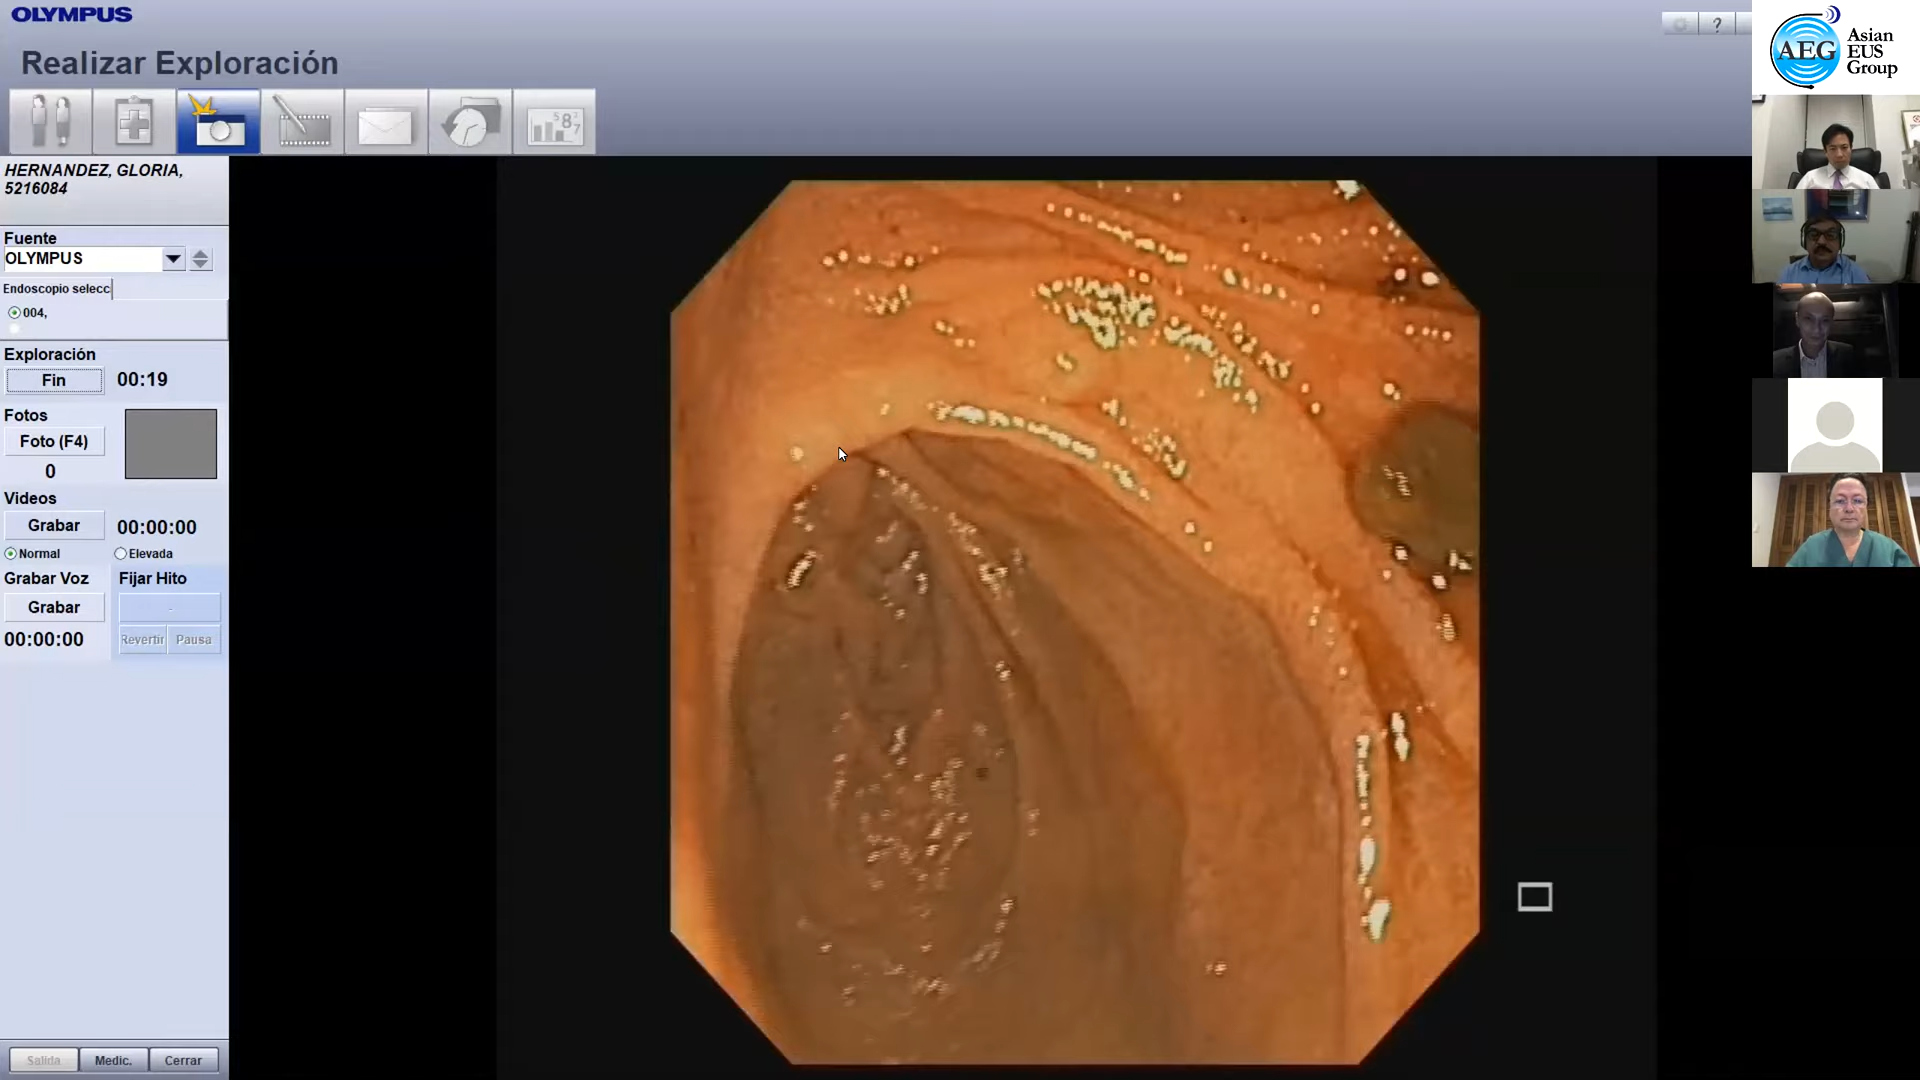 OLYMPUS
Realizar Exploración
?
AEG
Asian
EUS
Group
HERNANDEZ, GLORIA,
5216084
Fuente
OLYMPUS
Endoscopio selecc
004,
Exploración
Fin 00:19
Fotos
Foto (F4)
0
Videos
Grabar 00:00:00
Normal Elevada
Grabar Voz Fijar Hito
Grabar -
00:00:00 Revertir Pausa
Salida Medic. Cerrar